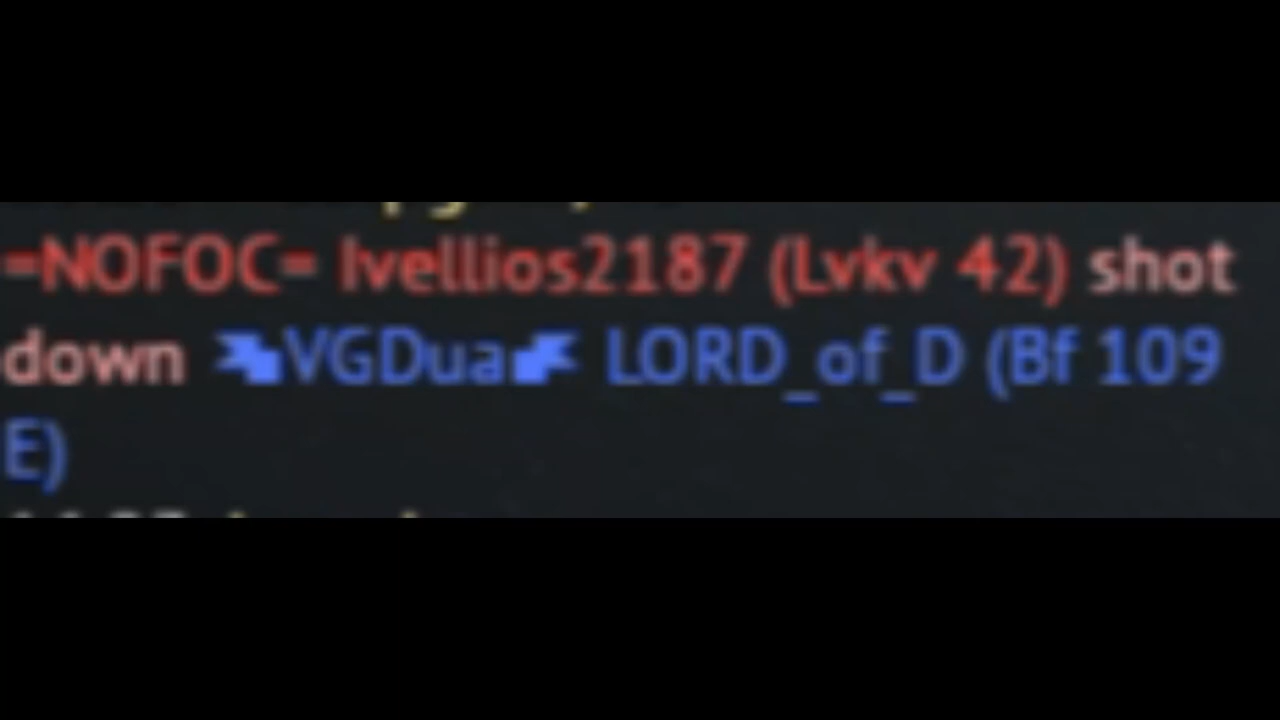 =NOFOC= Ivellios2187 (Lvkv 42) shot
down VGDua LORD_of_D (Bf 109
E)